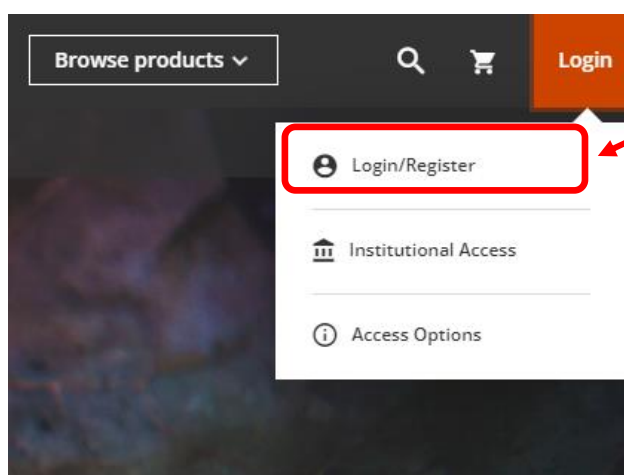 Browse products
Login
Login/Register
Institutional Access
Access Options